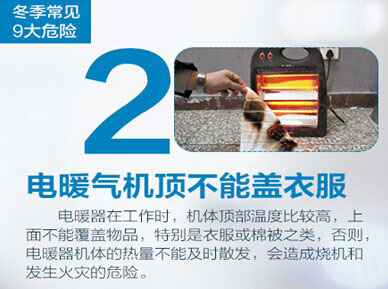 冬季常见
9大危险
2
电暖气机顶不能盖衣服
电暖器在工作时，机体顶部温度比较高，上
面不能覆盖物品，特别是衣服或棉被之类，否则，
电暖器机体的热量不能及时散发，会造成烧机和
发生火灾的危险。